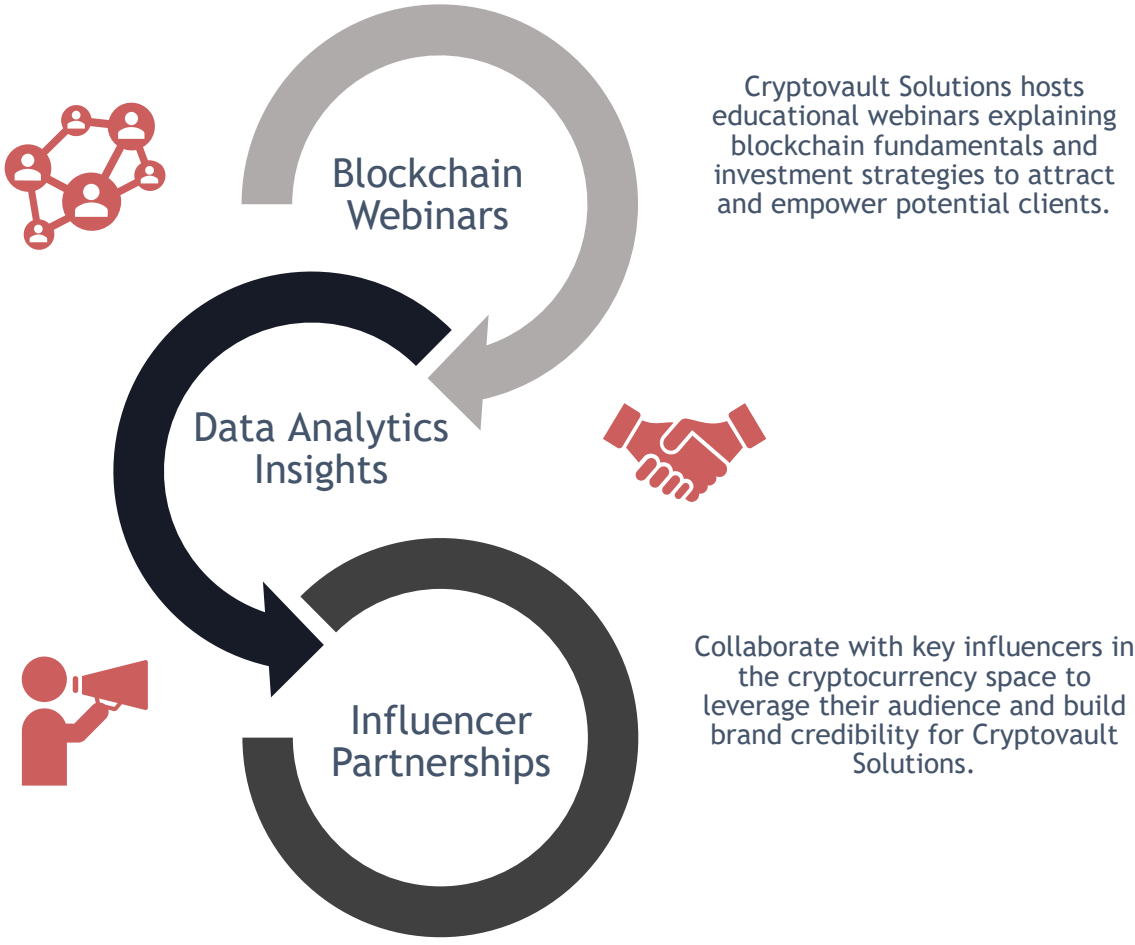 Blockchain
Webinars
Cryptovault Solutions hosts
educational webinars explaining
blockchain fundamentals and
investment strategies to attract
and empower potential clients.
Data Analytics
Insights
Influencer
Partnerships
Collaborate with key influencers in
the cryptocurrency space to
leverage their audience and build
brand credibility for Cryptovault
Solutions.